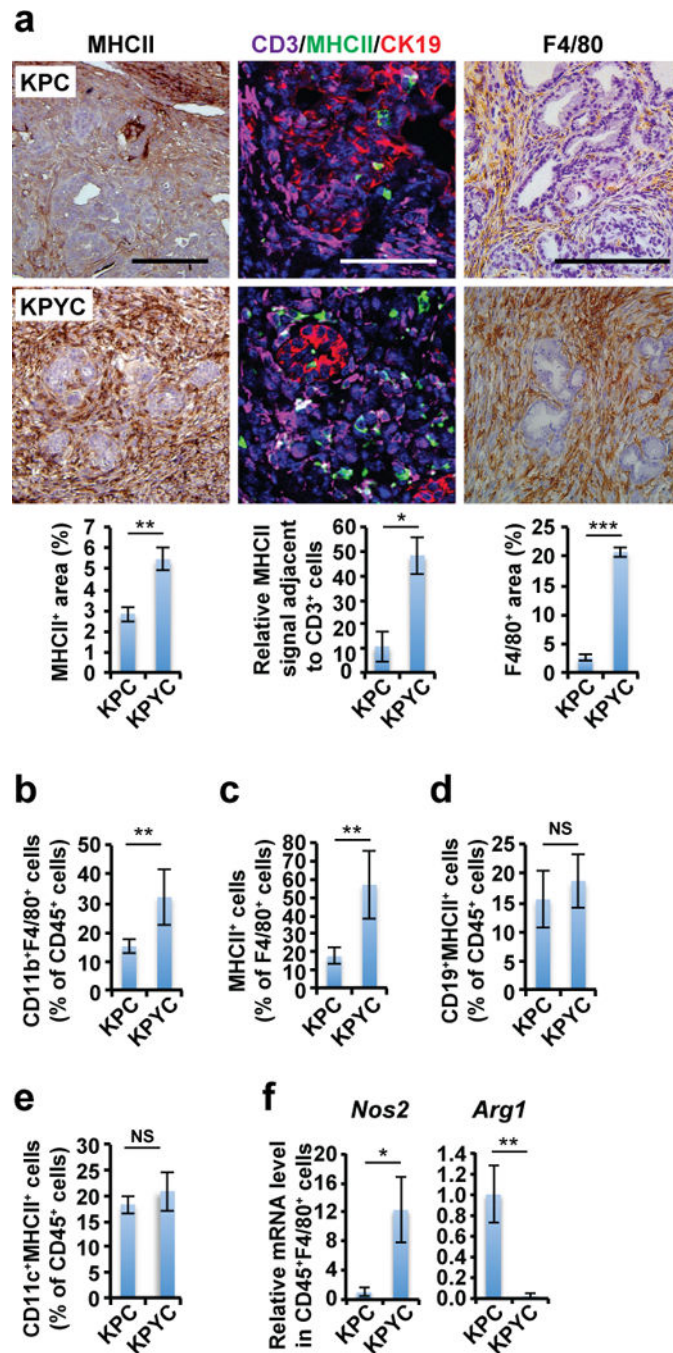 a
MHCII
CD3/MHCII/CK19
F4/80
KPC
KPYC
MHCII⁺ area (%)
7
6
5
4
3
2
1
0
**
KPC
KPYC
Relative MHCII
signal adjacent
to CD3⁺ cells
60
50
40
30
20
10
0
*
KPC
KPYC
F4/80⁺ area (%)
25
20
15
10
5
0
***
KPC
KPYC
b
CD11b⁺F4/80⁺ cells
(% of CD45⁺ cells)
50
40
30
20
10
0
**
KPC
KPYC
c
MHCII⁺ cells
(% of F4/80⁺ cells)
80
70
60
50
40
30
20
10
0
**
KPC
KPYC
d
CD19⁺MHCII⁺ cells
(% of CD45⁺ cells)
25
20
15
10
5
0
NS
KPC
KPYC
e
CD11c⁺MHCII⁺ cells
(% of CD45⁺ cells)
30
25
20
15
10
5
0
NS
KPC
KPYC
f
Nos2
Arg1
Relative mRNA level
in CD45⁺F4/80⁺ cells
20
16
12
8
4
0
*
KPC
KPYC
1.4
1.2
1.0
0.8
0.6
0.4
0.2
0.0
**
KPC
KPYC